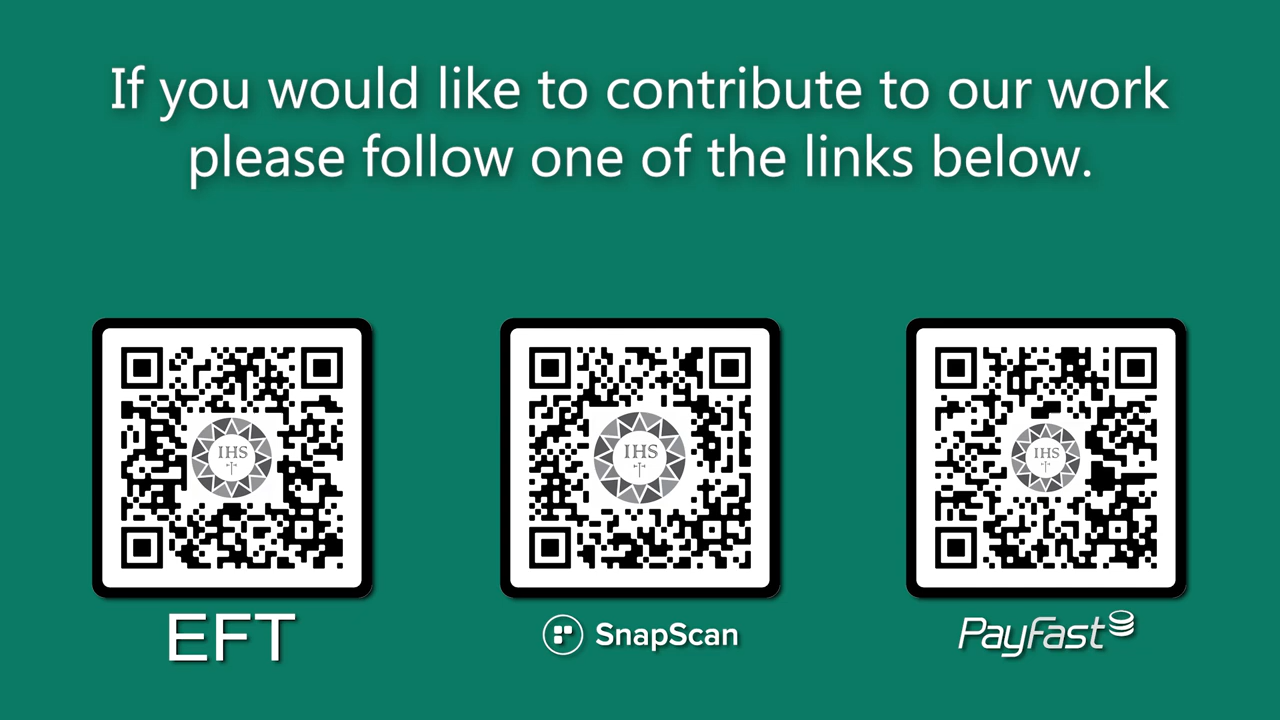 If you would like to contribute to our work
please follow one of the links below.
IHS
IHS
IHS
EFT
SnapScan
PayFast